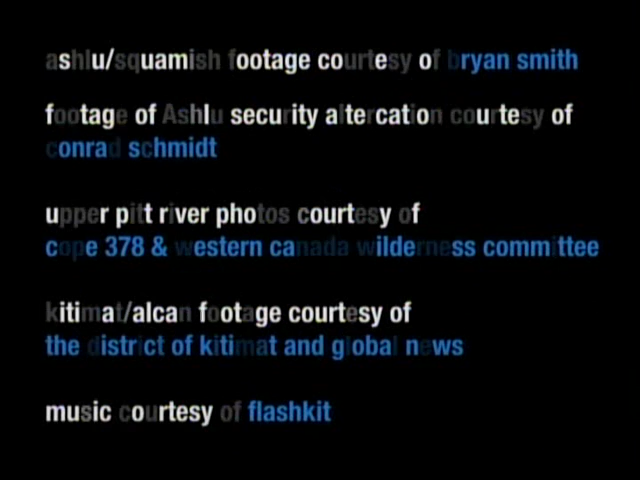 ashlu/squamish footage courtesy of bryan smith
footage of Ashlu security altercation courtesy of
conrad schmidt
upper pitt river photos courtesy of
cope 378 & western canada wilderness committee
kitimat/alcan footage courtesy of
the district of kitimat and global news
music courtesy of flashkit